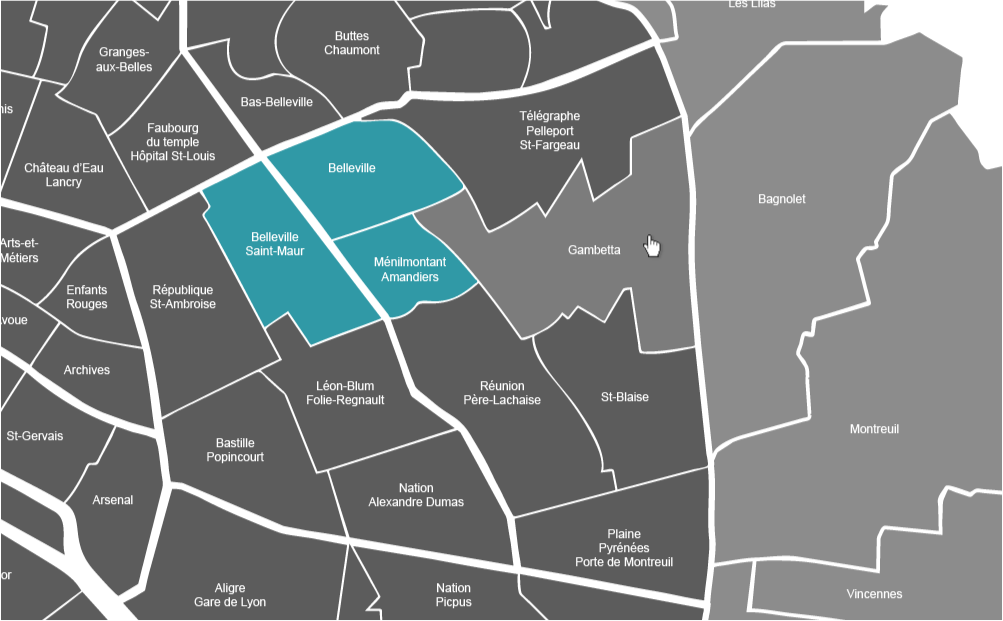 Les Lilas
Buttes
Chaumont
Granges-
aux-Belles
Bas-Belleville
Télégraphe
Pelleport
St-Fargeau
Faubourg
du temple
Hôpital St-Louis
Château d'Eau
Lancry
Belleville
Bagnolet
Belleville
Saint-Maur
Gambetta
Arts-et-
Métiers
Ménilmontant
Amandiers
Enfants
Rouges
République
St-Ambroise
Archives
Léon-Blum
Folie-Regnault
Réunion
Père-Lachaise
St-Blaise
Montreuil
St-Gervais
Bastille
Popincourt
Nation
Alexandre Dumas
Arsenal
Plaine
Pyrénées
Porte de Montreuil
Aligre
Gare de Lyon
Nation
Picpus
Vincennes